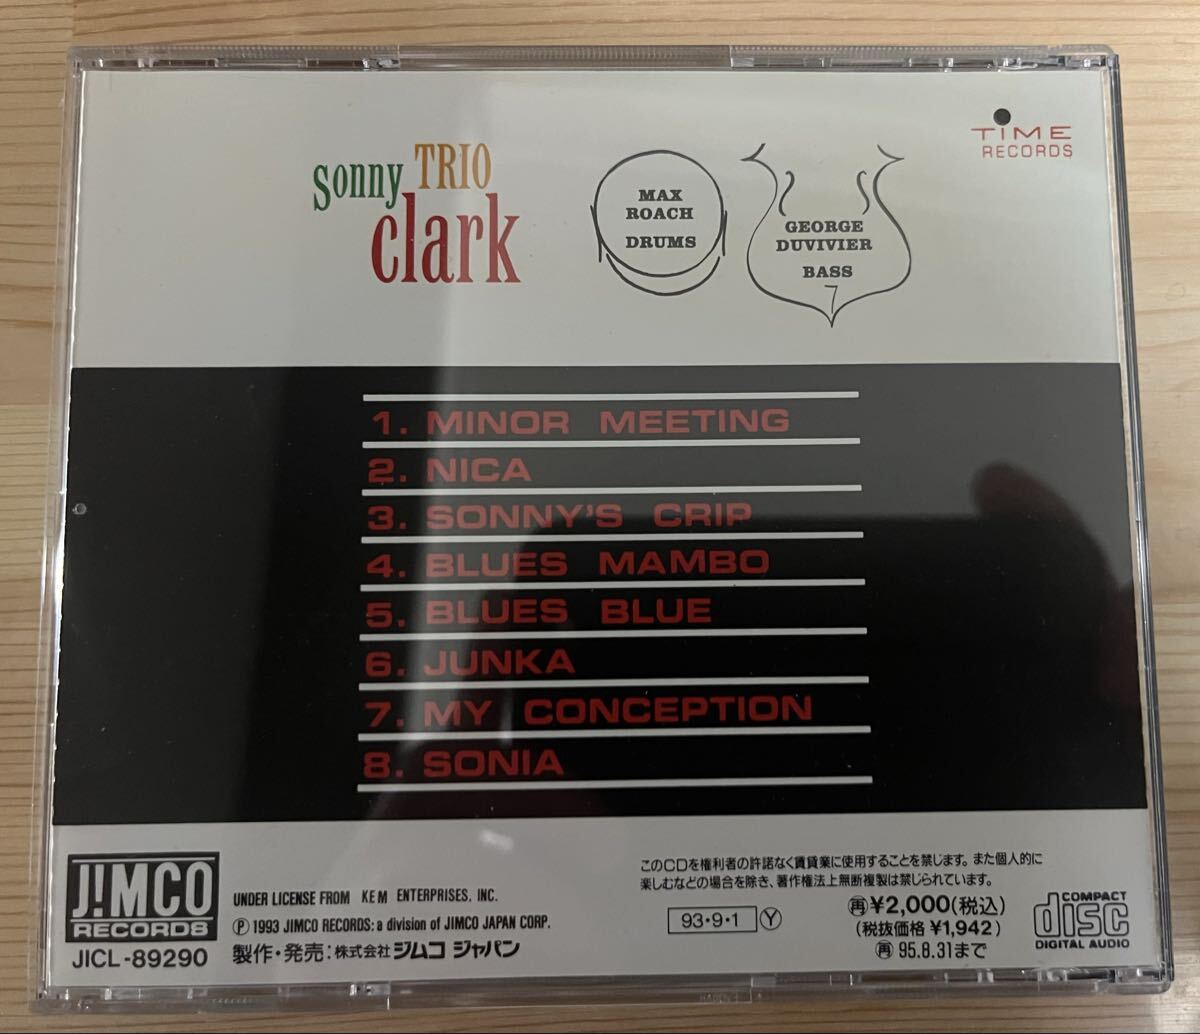 sonny TRIO
clark
MAX
ROACH
DRUMS
GEORGE
DUVIVIER
BASS
TIME
RECORDS
1. MINOR MEETING
2. NICA
3. SONNY'S CRIP
4. BLUES MAMBO
5. BLUES BLUE
6. JUNKA
7. MY CONCEPTION
8. SONIA
J!MCO
RECORDS
JICL-89290
UNDER LICENSE FROM KEM ENTERPRISES, INC.
Ⓟ 1993 JIMCO RECORDS: a division of JIMCO JAPAN CORP.
製作・発売:株式会社 ジムコ ジャパン
このCDを権利者の許諾なく賃貸業に使用することを禁じます。また個人的に
楽しむなどの場合を除き、著作権法上無断複製は禁じられています。
93・9・1 Ⓨ
㊢¥2,000(税込)
(税抜価格 ¥1,942)
再 95.8.31まで
COMPACT
disc
DIGITAL AUDIO